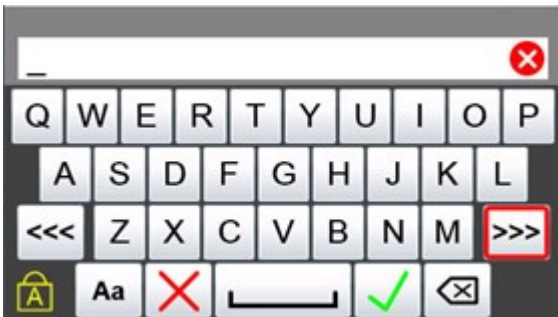 _
Q W E R T Y U I O P
A S D F G H J K L
<<< Z X C V B N M >>>
A Aa